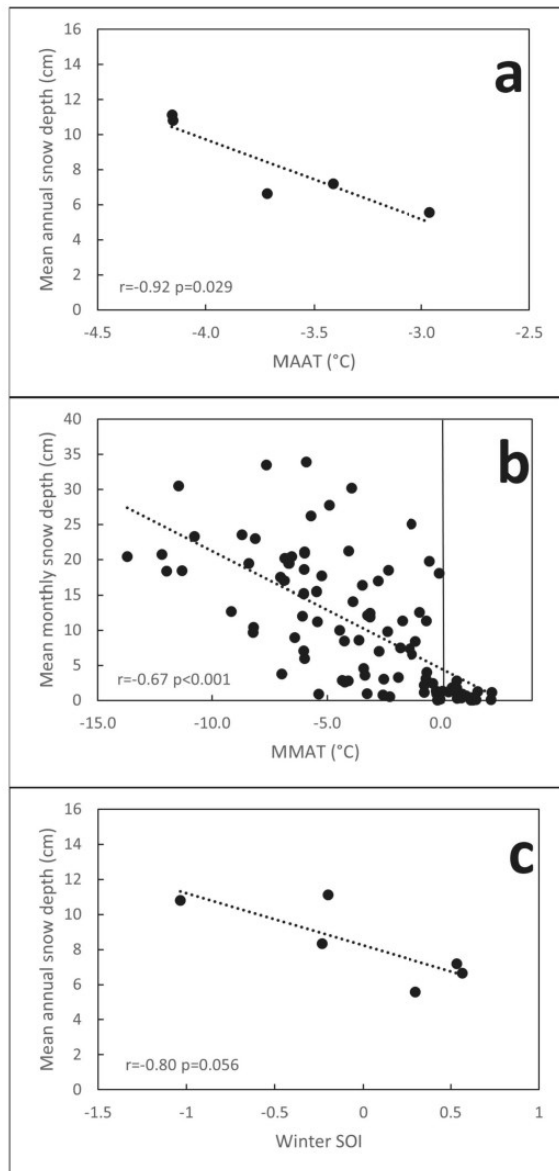 a
Mean annual snow depth (cm)
16
14
12
10
8
6
4
2
0
r=-0.92 p=0.029
-4.5 -4.0 -3.5 -3.0 -2.5
MAAT (°C)
b
Mean monthly snow depth (cm)
40
35
30
25
20
15
10
5
0
r=-0.67 p<0.001
-15.0 -10.0 -5.0 0.0
MMAT (°C)
c
Mean annual snow depth (cm)
16
14
12
10
8
6
4
2
0
r=-0.80 p=0.056
-1.5 -1 -0.5 0 0.5 1
Winter SOI